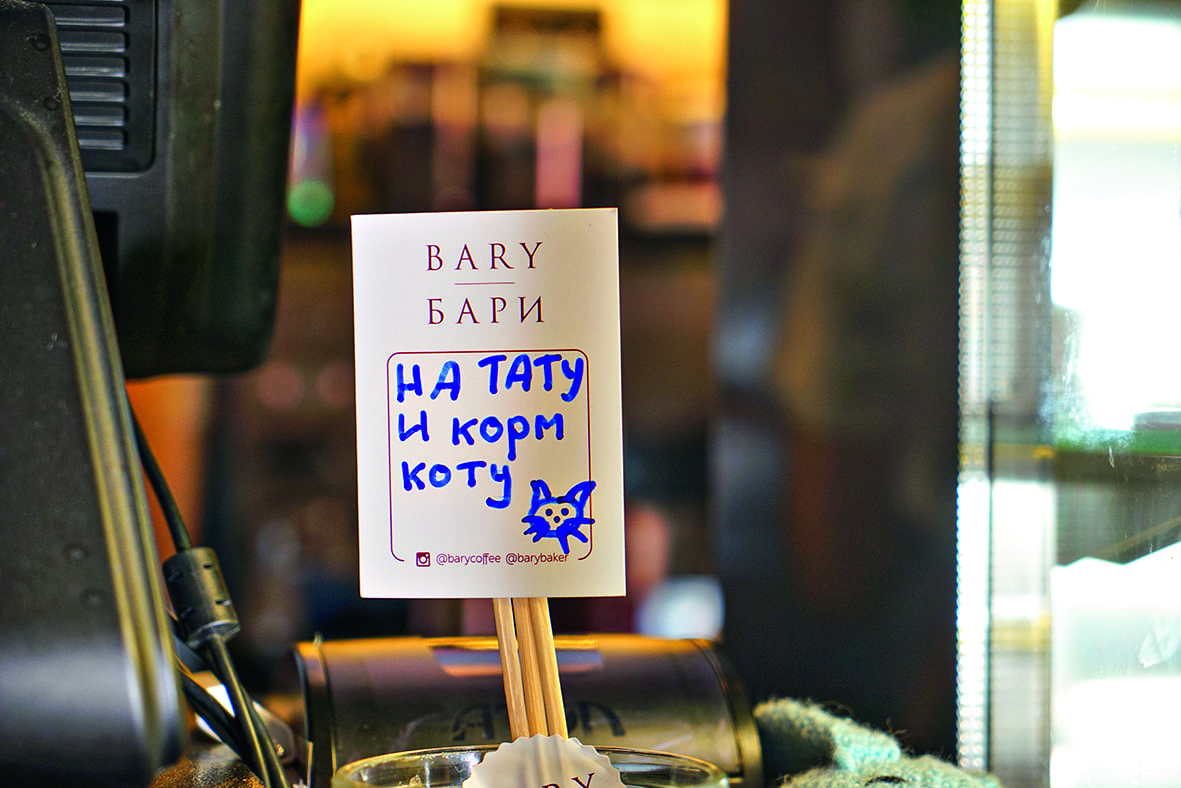 BARY
БАРИ
НА ТАТУ
И КОРМ
КОТУ
@barycoffee @barybaker